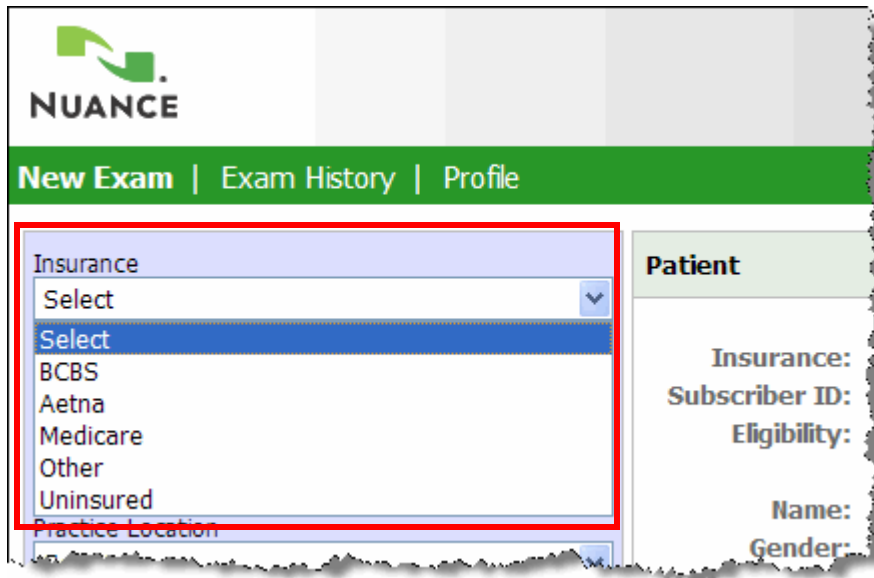 NUANCE
New Exam | Exam History | Profile
Insurance
Select
Select
BCBS
Aetna
Medicare
Other
Uninsured
Practice Location
Patient
Insurance:
Subscriber ID:
Eligibility:
Name:
Gender: